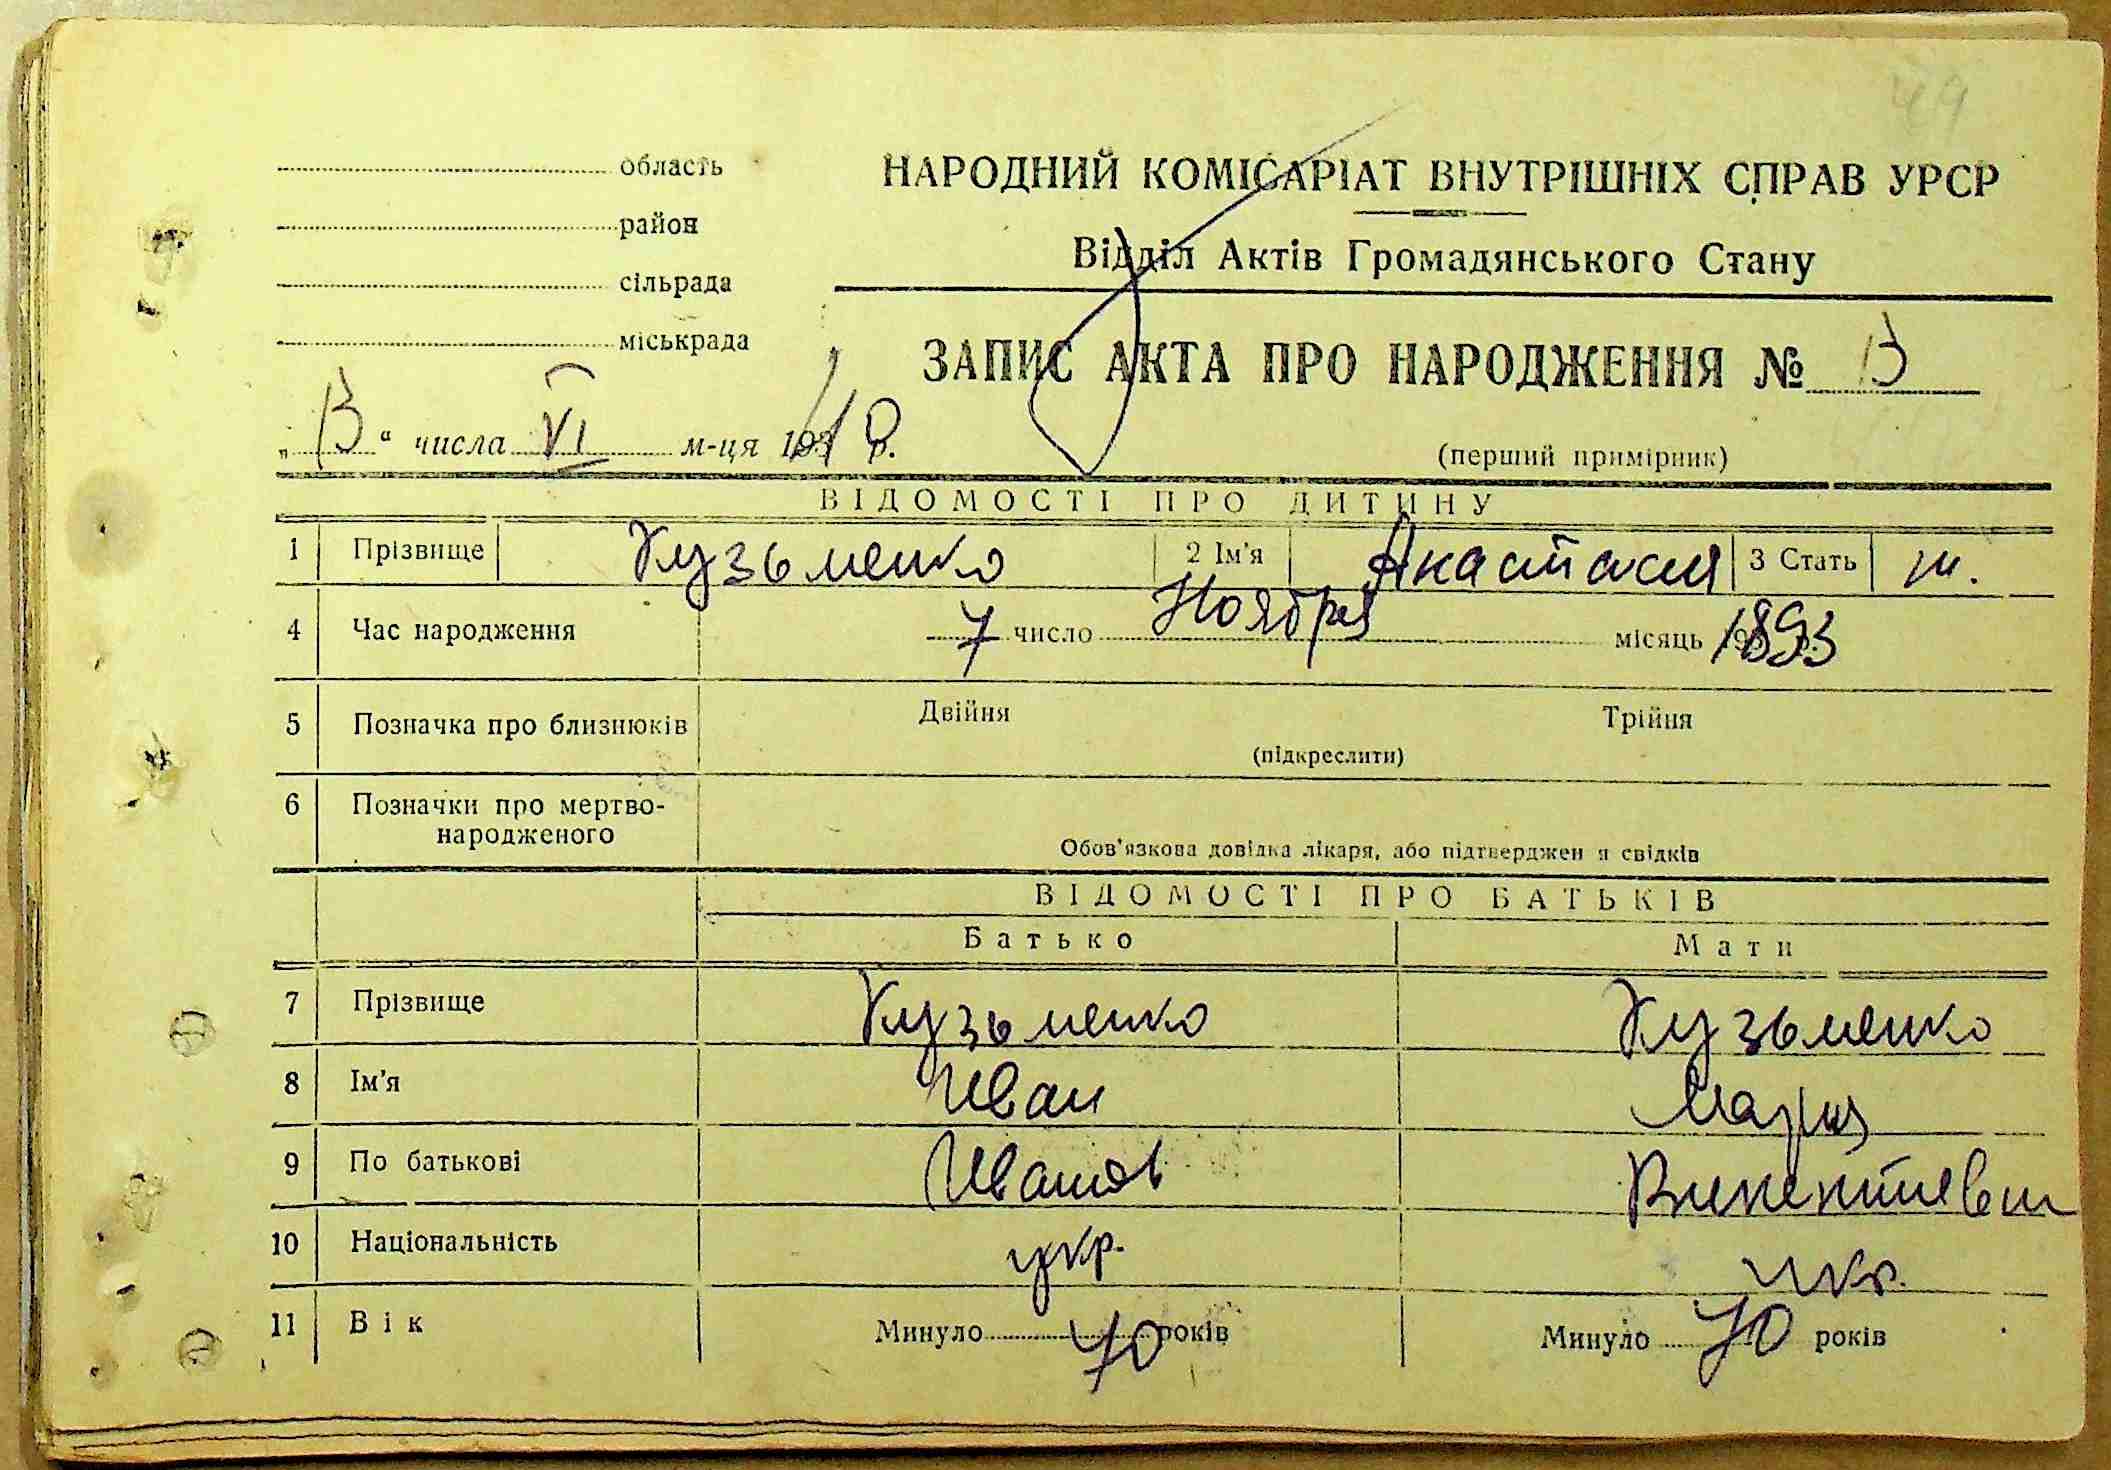 49
область
район
сільрада
міськрада
НАРОДНИЙ КОМІСАРІАТ ВНУТРІШНІХ СПРАВ УРСР
Відділ Актів Громадянського Стану
ЗАПИС АКТА ПРО НАРОДЖЕННЯ № 13
„13“ числа VI м-ця р.
(перший примірник)
ВІДОМОСТІ ПРО ДИТИНУ
1 Прізвище Кузьменко 2 Ім'я Анастасия 3 Стать ж.
4 Час народження 7 число Ноября місяць 1893
5 Позначка про близнюків Двійня Трійня
(підкреслити)
6 Позначки про мертво-
народженого
Обов'язкова довідка лікаря, або підтвердження свідків
ВІДОМОСТІ ПРО БАТЬКІВ
Батько Мати
7 Прізвище Кузьменко Кузьменко
8 Ім'я Иван Мария
9 По батькові Иванов Викентиевн
10 Національність укр. укр.
11 Вік Минуло 70 років Минуло 70 років